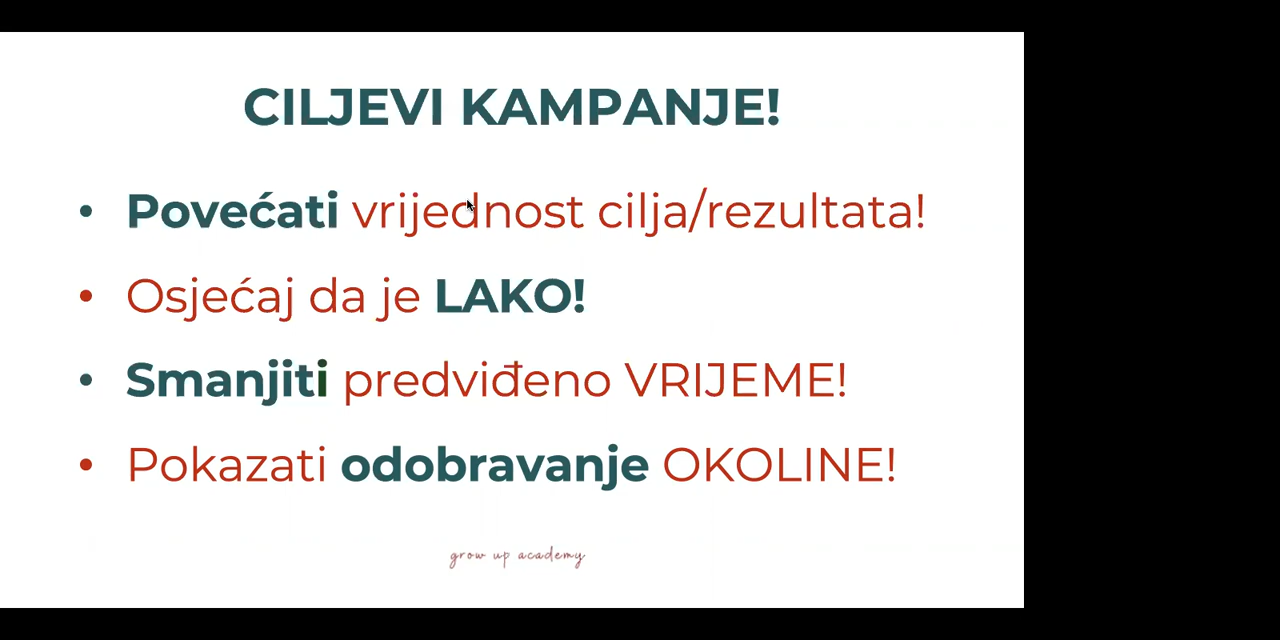 CILJEVI KAMPANJE!
• Povećati vrijednost cilja/rezultata!
• Osjećaj da je LAKO!
• Smanjiti predviđeno VRIJEME!
• Pokazati odobravanje OKOLINE!
grow up academy